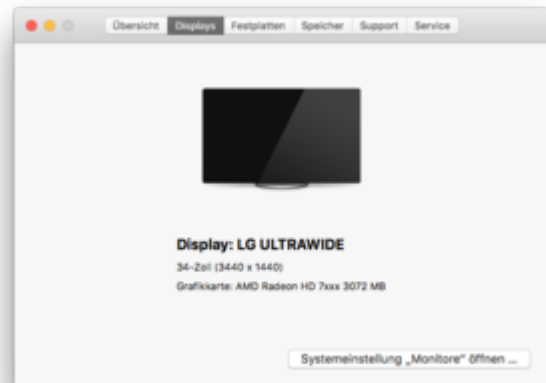 Übersicht Displays Festplatten Speicher Support Service
Display: LG ULTRAWIDE
34-Zoll (3440 x 1440)
Grafikkarte: AMD Radeon HD 7xxx 3072 MB
Systemeinstellung „Monitore“ öffnen ...